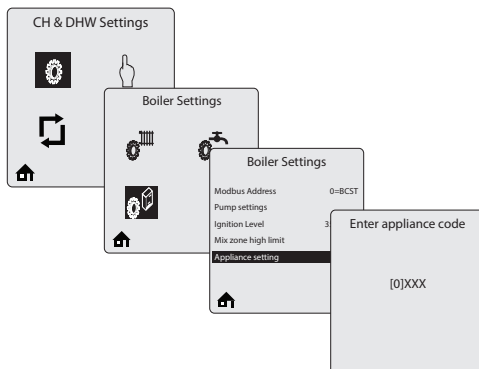 CH & DHW Settings
Boiler Settings
Boiler Settings
Modbus Address 0=BCST
Pump settings
Ignition Level 3
Mix zone high limit
Appliance setting
Enter appliance code
[0]XXX